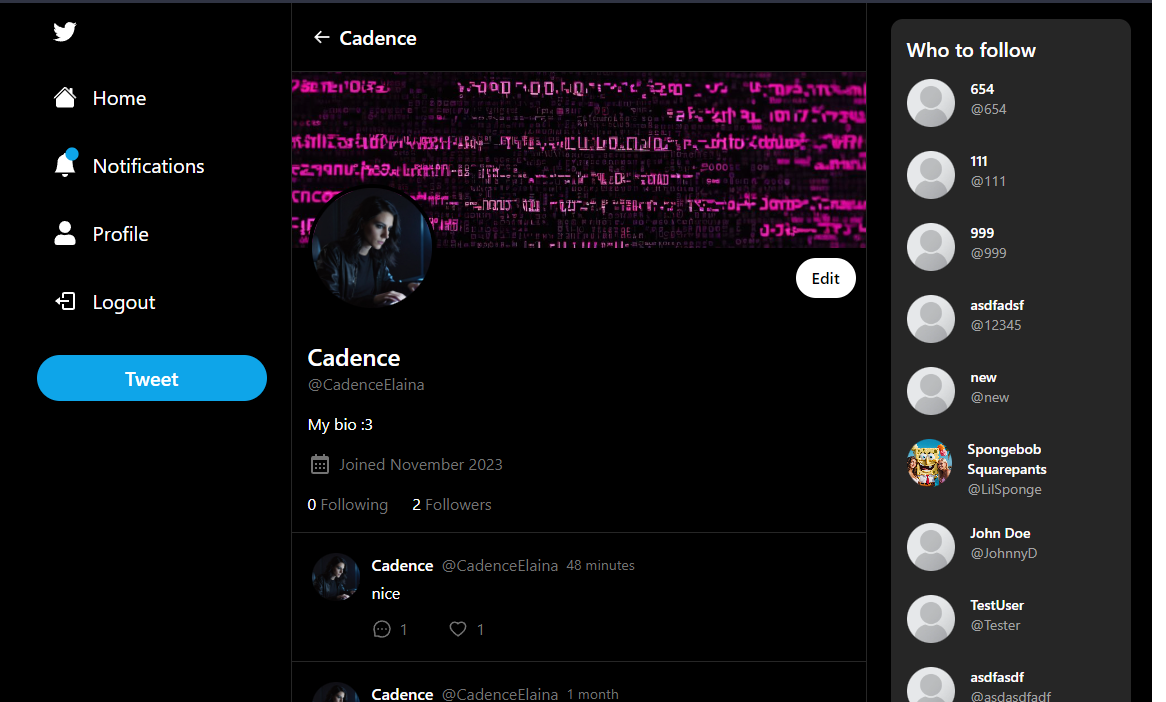 Home
Notifications
Profile
Logout
Tweet
Cadence
Edit
Cadence
@CadenceElaina
My bio :3
Joined November 2023
0 Following 2 Followers
Cadence @CadenceElaina 48 minutes
nice
1 1
Cadence @CadenceElaina 1 month
Who to follow
654
@654
111
@111
999
@999
asdfadsf
@12345
new
@new
Spongebob
Squarepants
@LilSponge
John Doe
@JohnnyD
TestUser
@Tester
asdfasdf
@asdasdfadf